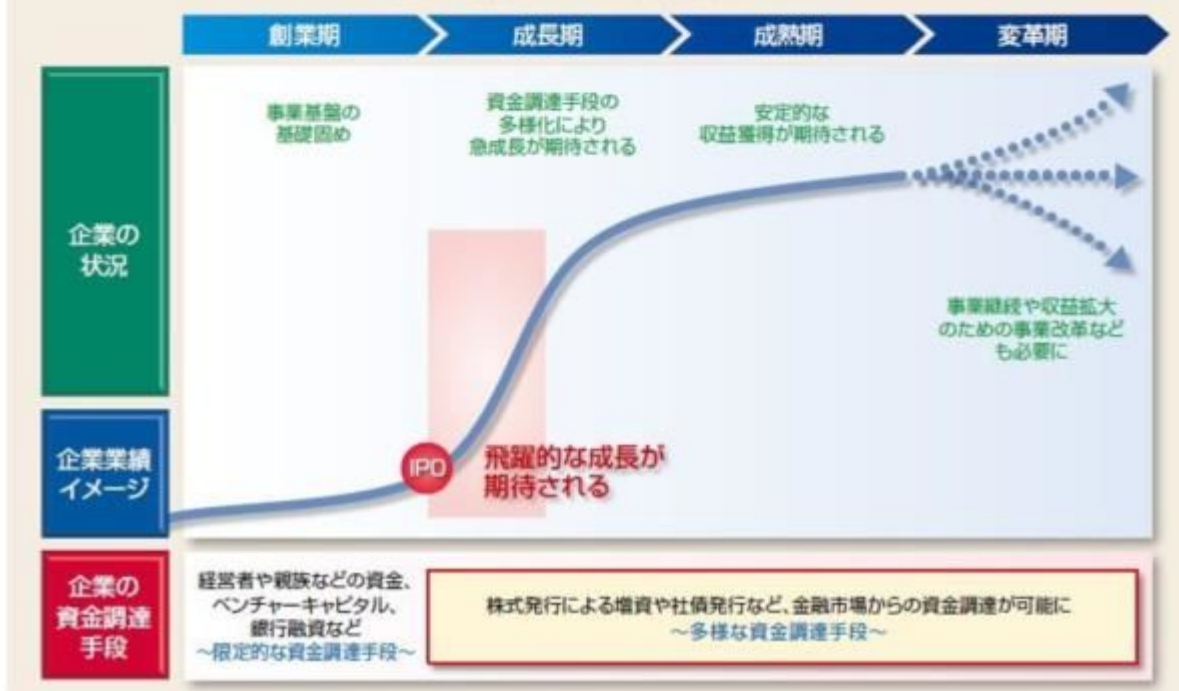 創業期
成長期
成熟期
変革期
企業の
状況
事業基盤の
基礎固め
資金調達手段の
多様化により
急成長が期待される
安定的な
収益獲得が期待される
事業継続や収益拡大
のための事業改革など
も必要に
企業業績
イメージ
IPO
飛躍的な成長が
期待される
企業の
資金調達
手段
経営者や親族などの資金、
ベンチャーキャピタル、
銀行融資など
~限定的な資金調達手段~
株式発行による増資や社債発行など、金融市場からの資金調達が可能に
~多様な資金調達手段~